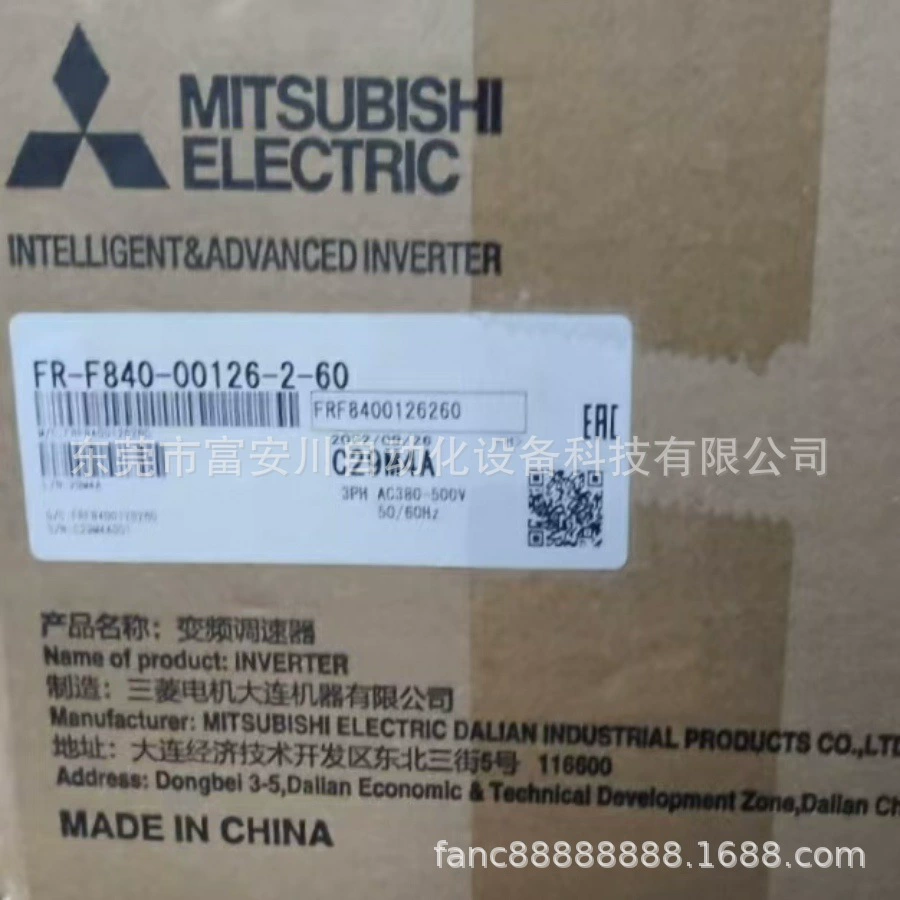 MITSUBISHI
ELECTRIC
INTELLIGENT&ADVANCED INVERTER
FR-F840-00126-2-60
FRF8400126260
EAC
东莞市富安川自动化设备科技有限公司
C29M4A
3PH AC380-500V
50/60Hz
产品名称：变频调速器
Name of product: INVERTER
制造：三菱电机大连机器有限公司
Manufacturer: MITSUBISHI ELECTRIC DALIAN INDUSTRIAL PRODUCTS CO.,LTD
地址：大连经济技术开发区东北三街5号 116600
Address: Dongbei 3-5,Dalian Economic & Technical Development Zone,Dalian Ch
MADE IN CHINA
fanc88888888.1688.com